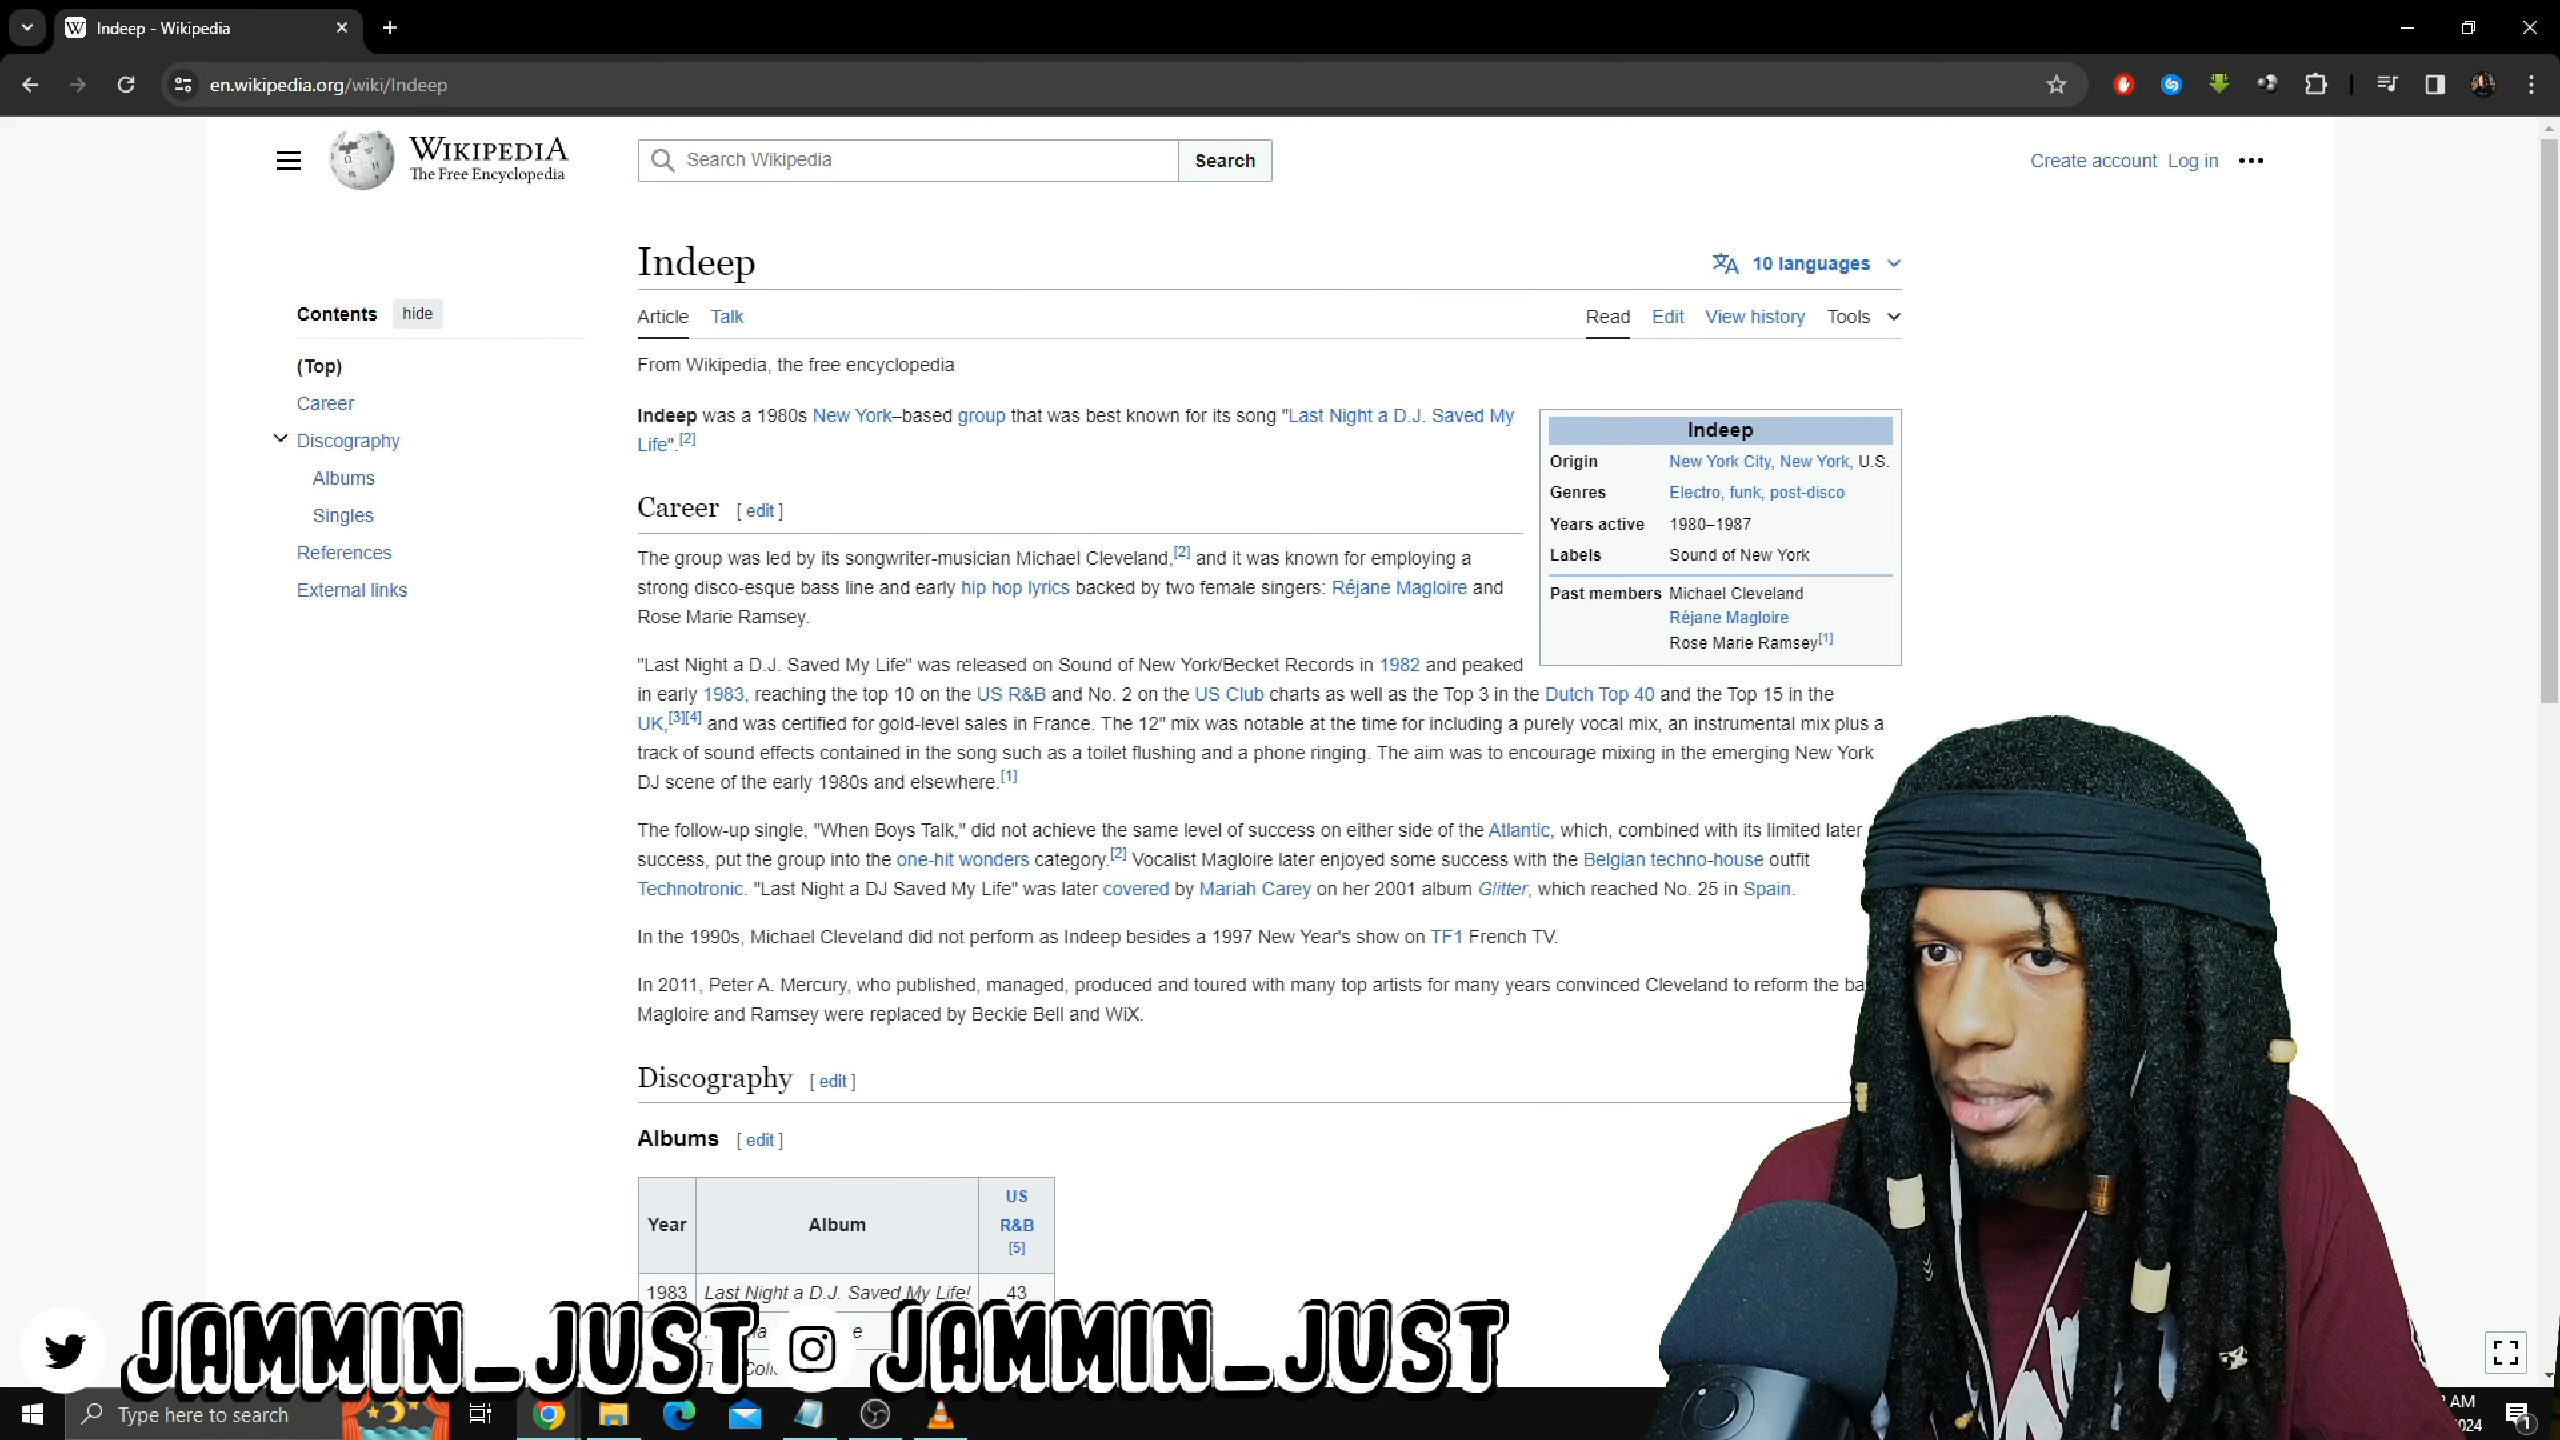 Indeep - Wikipedia
en.wikipedia.org/wiki/Indeep
WIKIPEDIA
The Free Encyclopedia
Search Wikipedia
Search
Create account Log in
Indeep
10 languages
Contents hide
(Top)
Career
Discography
Albums
Singles
References
External links
Article Talk
Read Edit View history Tools
From Wikipedia, the free encyclopedia
Indeep was a 1980s New York–based group that was best known for its song "Last Night a D.J. Saved My
Life".[2]
Indeep
Origin New York City, New York, U.S.
Genres Electro, funk, post-disco
Years active 1980–1987
Labels Sound of New York
Past members Michael Cleveland
Réjane Magloire
Rose Marie Ramsey[1]
Career [ edit ]
The group was led by its songwriter-musician Michael Cleveland,[2] and it was known for employing a
strong disco-esque bass line and early hip hop lyrics backed by two female singers: Réjane Magloire and
Rose Marie Ramsey.
"Last Night a D.J. Saved My Life" was released on Sound of New York/Becket Records in 1982 and peaked
in early 1983, reaching the top 10 on the US R&B and No. 2 on the US Club charts as well as the Top 3 in the Dutch Top 40 and the Top 15 in the
UK,[3][4] and was certified for gold-level sales in France. The 12" mix was notable at the time for including a purely vocal mix, an instrumental mix plus a
track of sound effects contained in the song such as a toilet flushing and a phone ringing. The aim was to encourage mixing in the emerging New York
DJ scene of the early 1980s and elsewhere.[1]
The follow-up single, "When Boys Talk," did not achieve the same level of success on either side of the Atlantic, which, combined with its limited later
success, put the group into the one-hit wonders category.[2] Vocalist Magloire later enjoyed some success with the Belgian techno-house outfit
Technotronic. "Last Night a DJ Saved My Life" was later covered by Mariah Carey on her 2001 album Glitter, which reached No. 25 in Spain.
In the 1990s, Michael Cleveland did not perform as Indeep besides a 1997 New Year's show on TF1 French TV.
In 2011, Peter A. Mercury, who published, managed, produced and toured with many top artists for many years convinced Cleveland to reform the ba
Magloire and Ramsey were replaced by Beckie Bell and WiX.
Discography [ edit ]
Albums [ edit ]
Year Album US
R&B
[5]
1983 Last Night a D.J. Saved My Life! 43
JAMMIN_JUST JAMMIN_JUST
Type here to search
AM
024
1